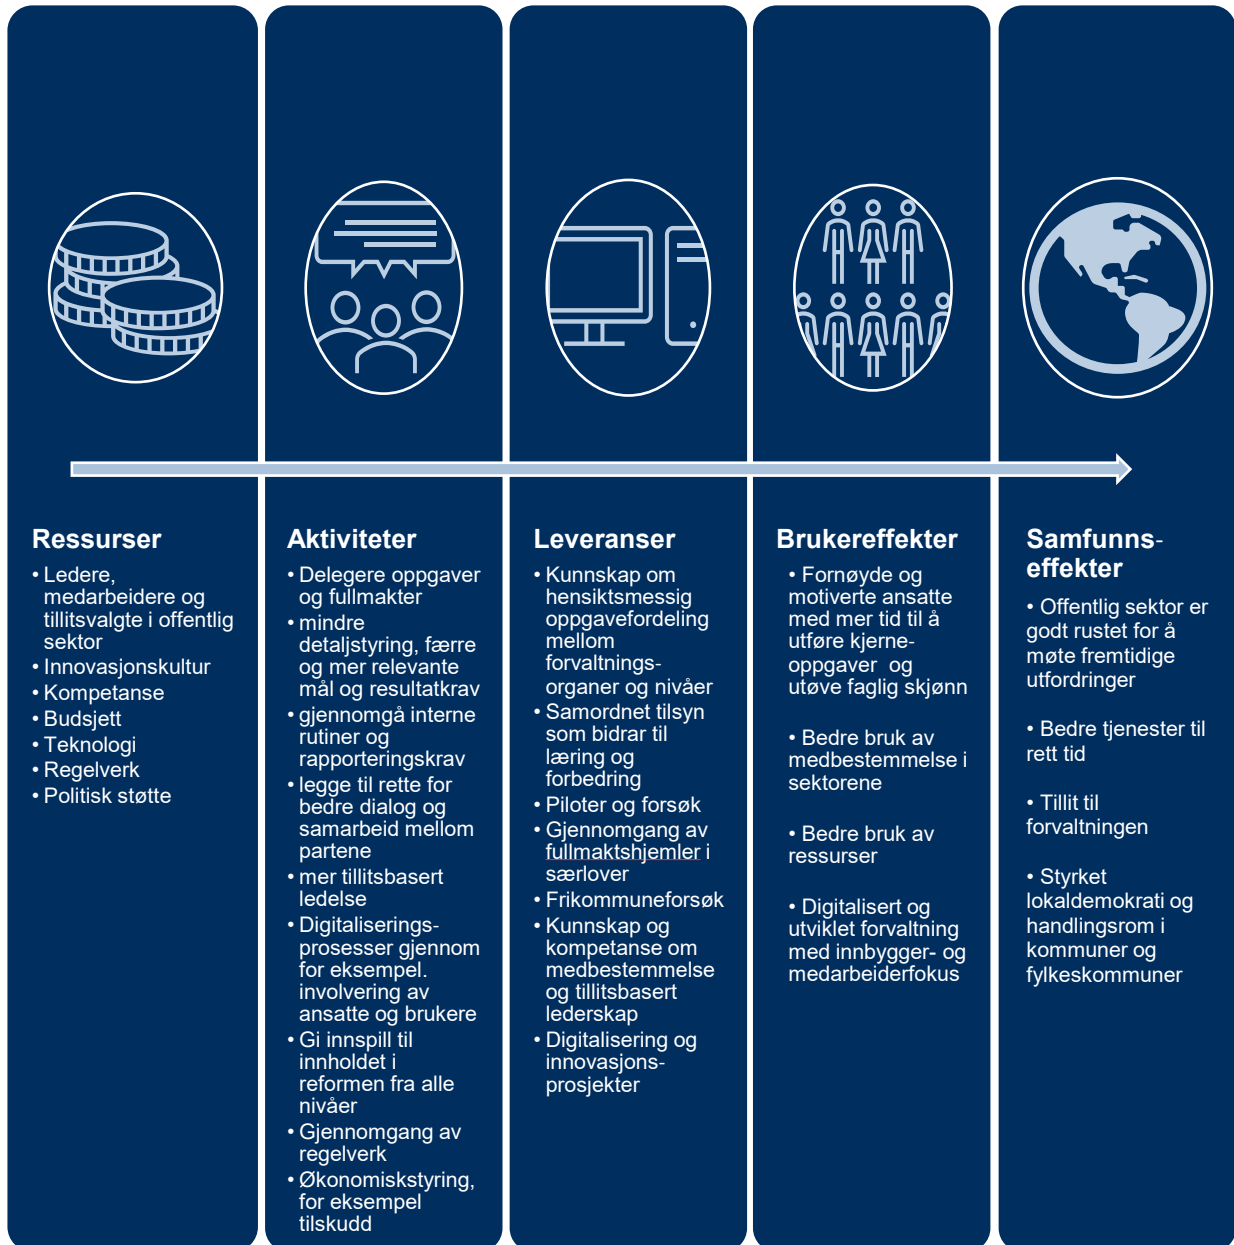 Ressurser
• Ledere,
medarbeidere og
tillitsvalgte i offentlig
sektor
• Innovasjonskultur
• Kompetanse
• Budsjett
• Teknologi
• Regelverk
• Politisk støtte
Aktiviteter
• Delegere oppgaver
og fullmakter
• mindre
detaljstyring, færre
og mer relevante
mål og resultatkrav
• gjennomgå interne
rutiner og
rapporteringskrav
• legge til rette for
bedre dialog og
samarbeid mellom
partene
• mer tillitsbasert
ledelse
• Digitaliserings-
prosesser gjennom
for eksempel.
involvering av
ansatte og brukere
• Gi innspill til
innholdet i
reformen fra alle
nivåer
• Gjennomgang av
regelverk
• Økonomiskstyring,
for eksempel
tilskudd
Leveranser
• Kunnskap om
hensiktsmessig
oppgavefordeling
mellom
forvaltnings-
organer og nivåer
• Samordnet tilsyn
som bidrar til
læring og
forbedring
• Piloter og forsøk
• Gjennomgang av
fullmaktshjemler i
særlover
• Frikommuneforsøk
• Kunnskap og
kompetanse om
medbestemmelse
og tillitsbasert
lederskap
• Digitalisering og
innovasjons-
prosjekter
Brukereffekter
• Fornøyde og
motiverte ansatte
med mer tid til å
utføre kjerne-
oppgaver og
utøve faglig skjønn
• Bedre bruk av
medbestemmelse i
sektorene
• Bedre bruk av
ressurser
• Digitalisert og
utviklet forvaltning
med innbygger- og
medarbeiderfokus
Samfunns-
effekter
• Offentlig sektor er
godt rustet for å
møte fremtidige
utfordringer
• Bedre tjenester til
rett tid
• Tillit til
forvaltningen
• Styrket
lokaldemokrati og
handlingsrom i
kommuner og
fylkeskommuner